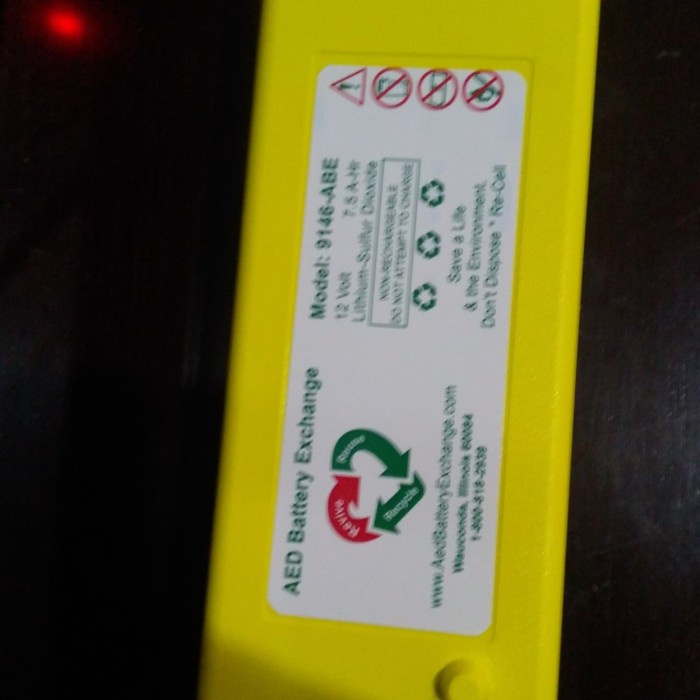 AED Battery Exchange
Revive
Reuse
Recycle
www.AedBatteryExchange.com
Wauconda, Illinois 60084
1-800-818-2938
Model: 9146-ABE
12 Volt 7.5 A-Hr
Lithium-Sulfur Dioxide
NON-RECHARGEABLE
DO NOT ATTEMPT TO CHARGE
Save a Life
& the Environment.
Don't Dispose * Re-Cell